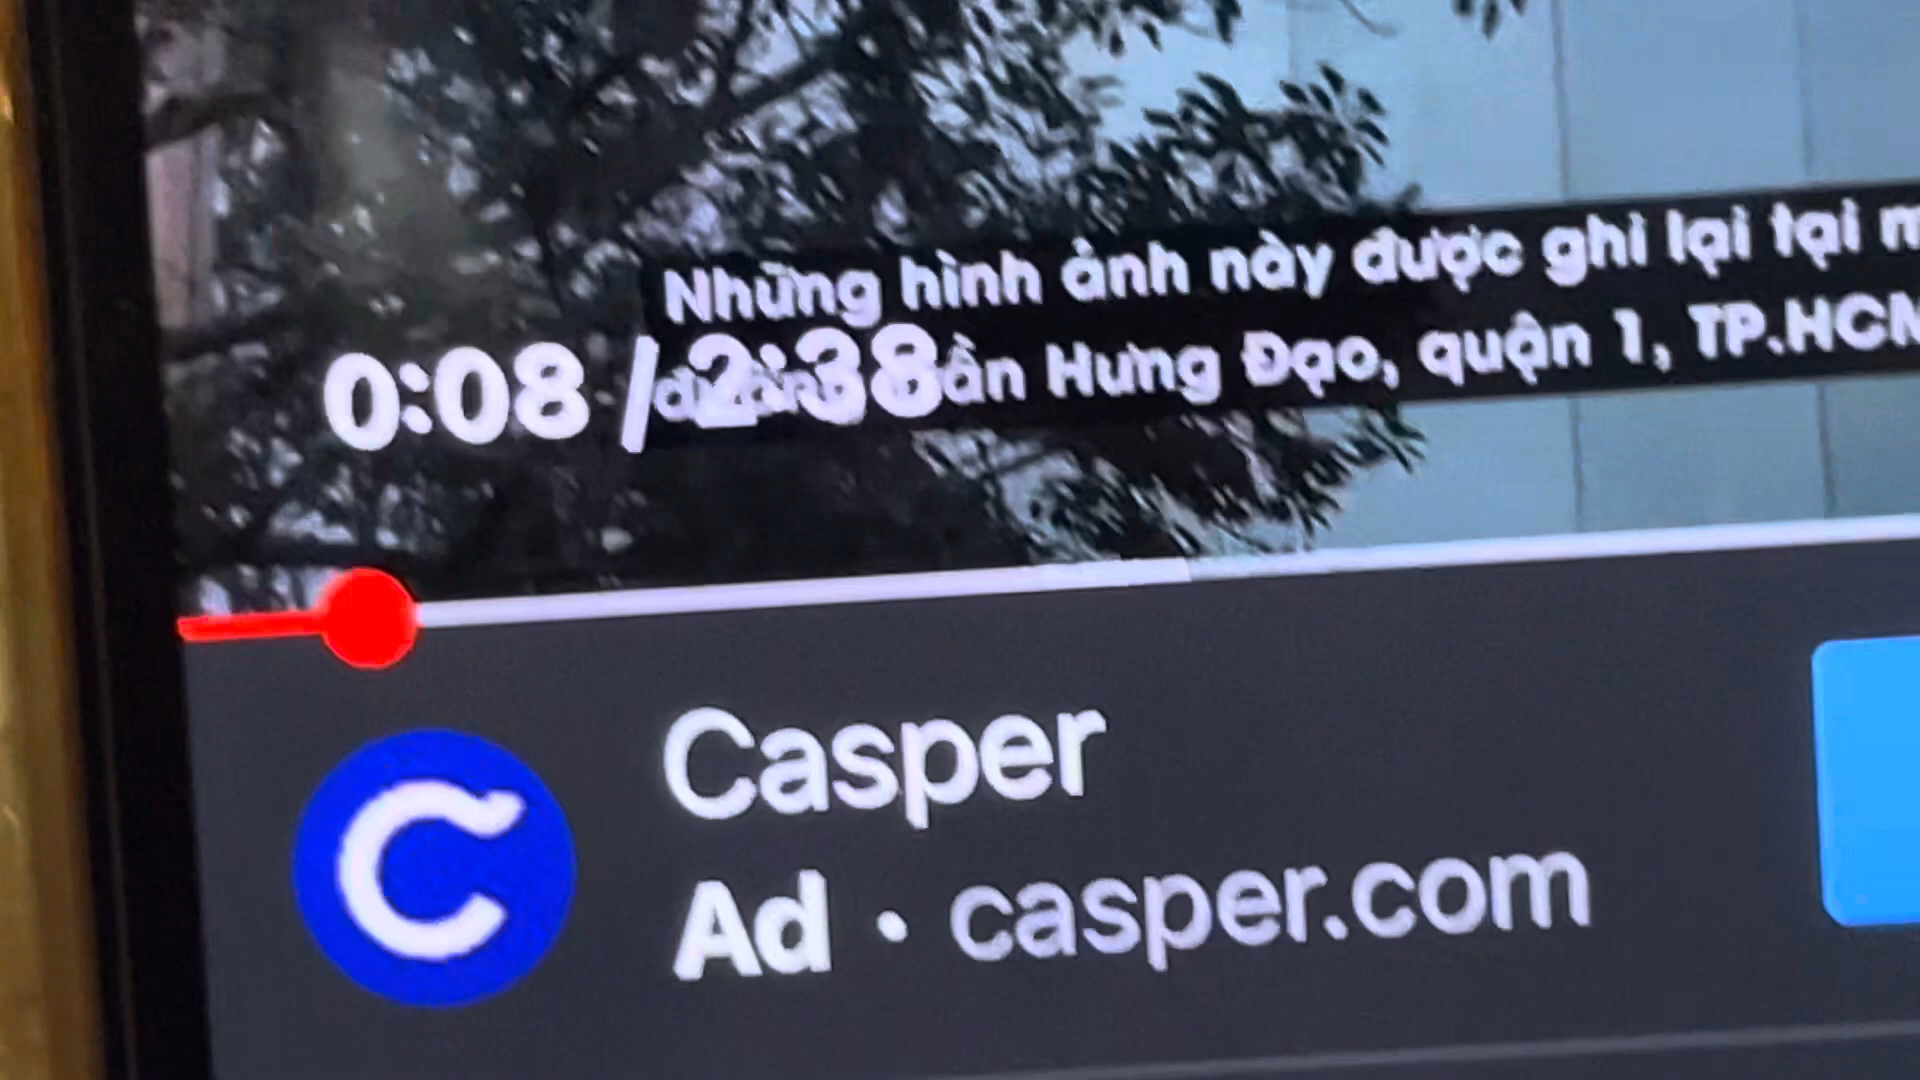 Những hình ảnh này được ghi lại tại
Hưng Đạo, quận 1, TP.HCM
0:08 / 2:38
Casper
Ad • casper.com